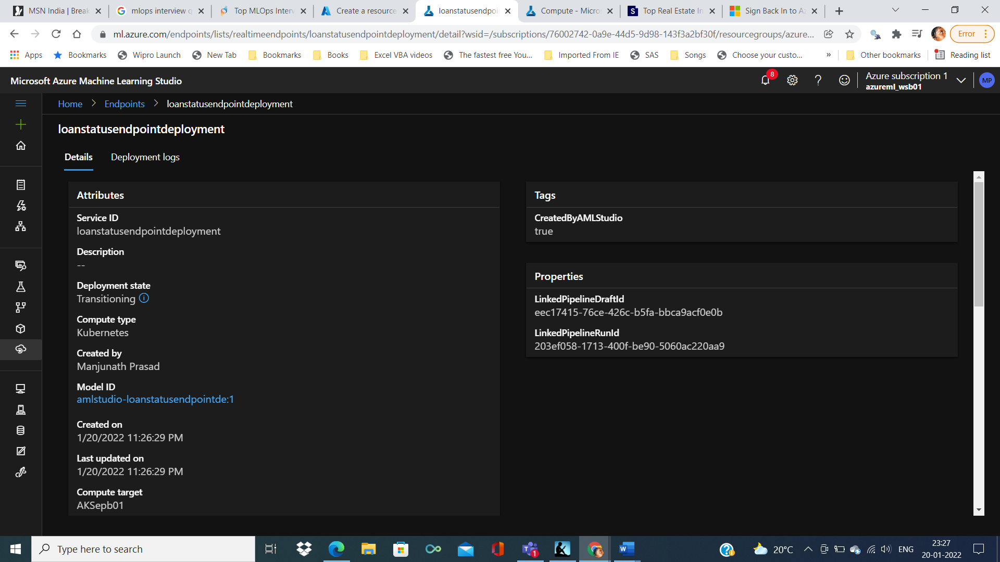 MSN India | Break
mlops interview q
Top MLOps Interv
Create a resource
loanstatusendpoi
Compute - Micro
Top Real Estate In
Sign Back In to Az
ml.azure.com/endpoints/lists/realtimeendpoints/loanstatusendpointdeployment/detail?wsid=/subscriptions/76002742-0a9e-44d5-9d98-143f3a2bf30f/resourcegroups/azure...
Error
Apps
Bookmarks
Wipro Launch
New Tab
Bookmarks
Books
Excel VBA videos
The fastest free You...
Imported From IE
SAS
Songs
Choose your custo...
»
Other bookmarks
Reading list
Microsoft Azure Machine Learning Studio
8
Azure subscription 1
azureml_wsb01
MP
Home > Endpoints > loanstatusendpointdeployment
loanstatusendpointdeployment
Details
Deployment logs
Attributes
Service ID
loanstatusendpointdeployment
Description
--
Deployment state
Transitioning
Compute type
Kubernetes
Created by
Manjunath Prasad
Model ID
amlstudio-loanstatusendpointde:1
Created on
1/20/2022 11:26:29 PM
Last updated on
1/20/2022 11:26:29 PM
Compute target
AKSepb01
Tags
CreatedByAMLStudio
true
Properties
LinkedPipelineDraftId
eec17415-76ce-426c-b5fa-bbca9acf0e0b
LinkedPipelineRunId
203ef058-1713-400f-be90-5060ac220aa9
Type here to search
1
20°C
ENG
23:27
20-01-2022